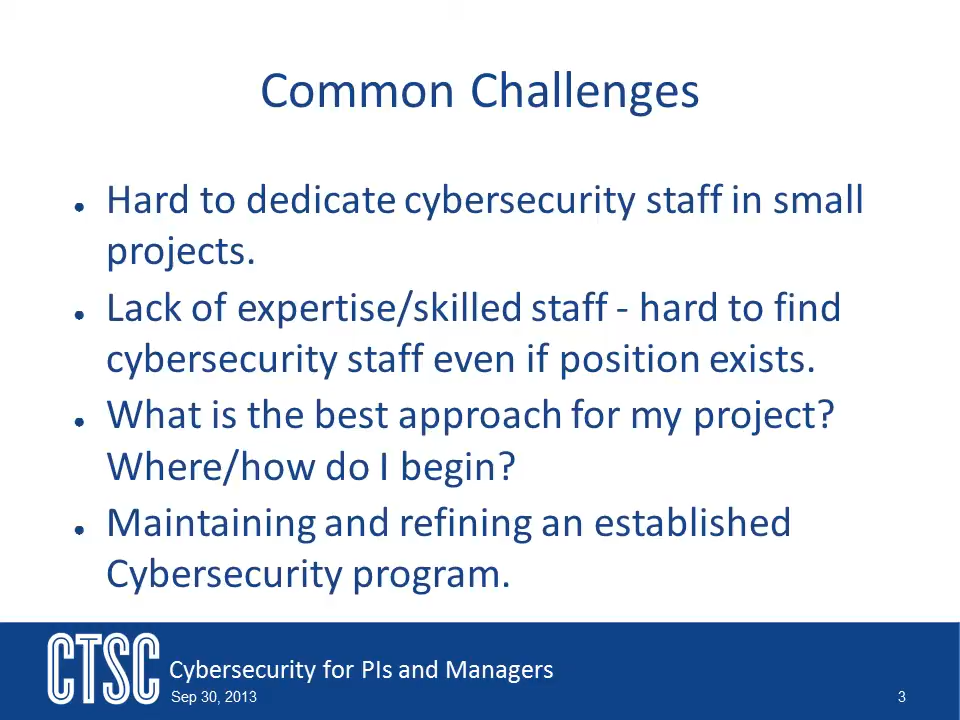 Common Challenges
● Hard to dedicate cybersecurity staff in small
projects.
● Lack of expertise/skilled staff - hard to find
cybersecurity staff even if position exists.
● What is the best approach for my project?
Where/how do I begin?
● Maintaining and refining an established
Cybersecurity program.
CTSC
Cybersecurity for PIs and Managers
Sep 30, 2013
3